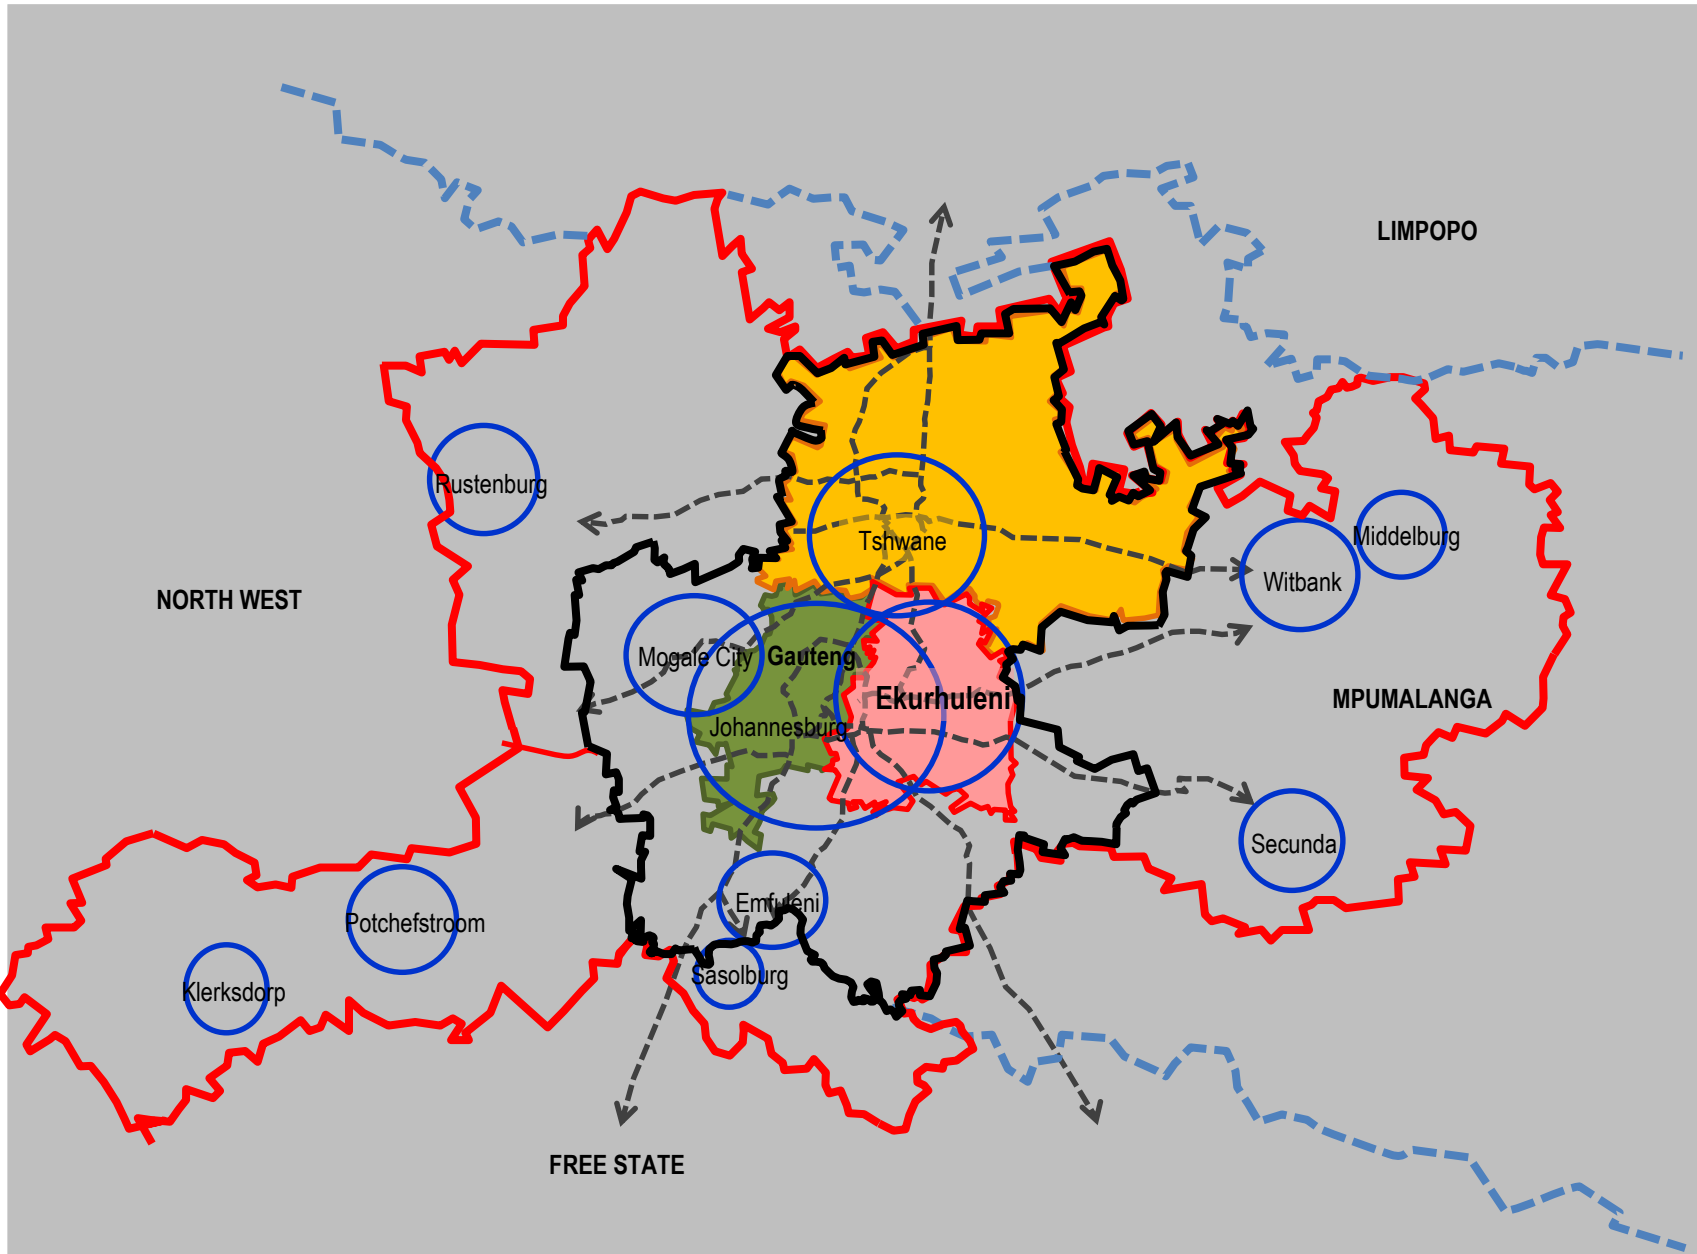 LIMPOPO
Rustenburg
Tshwane
Middelburg
Witbank
NORTH WEST
Mogale City
Gauteng
Ekurhuleni
MPUMALANGA
Johannesburg
Secunda
Emfuleni
Potchefstroom
Sasolburg
Klerksdorp
FREE STATE